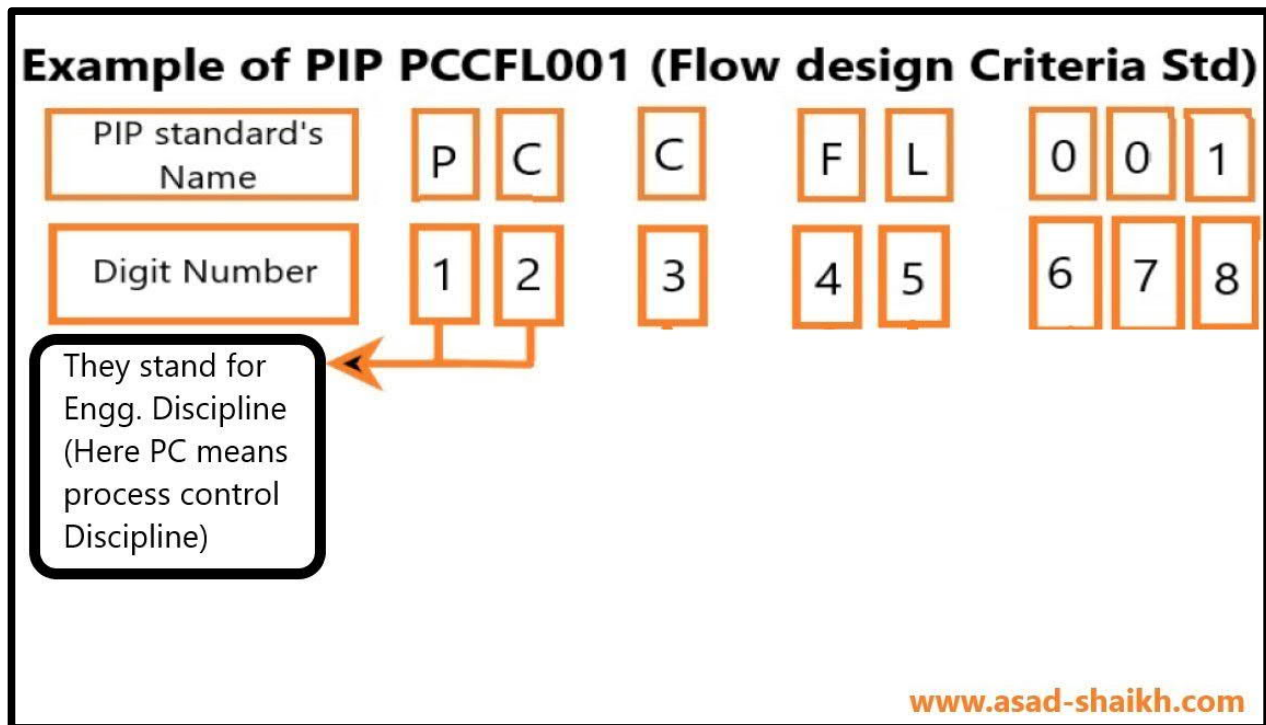 Example of PIP PCCFL001 (Flow design Criteria Std)
PIP standard's
Name
P C C F L 0 0 1
Digit Number 1 2 3 4 5 6 7 8
They stand for
Engg. Discipline
(Here PC means
process control
Discipline)
www.asad-shaikh.com